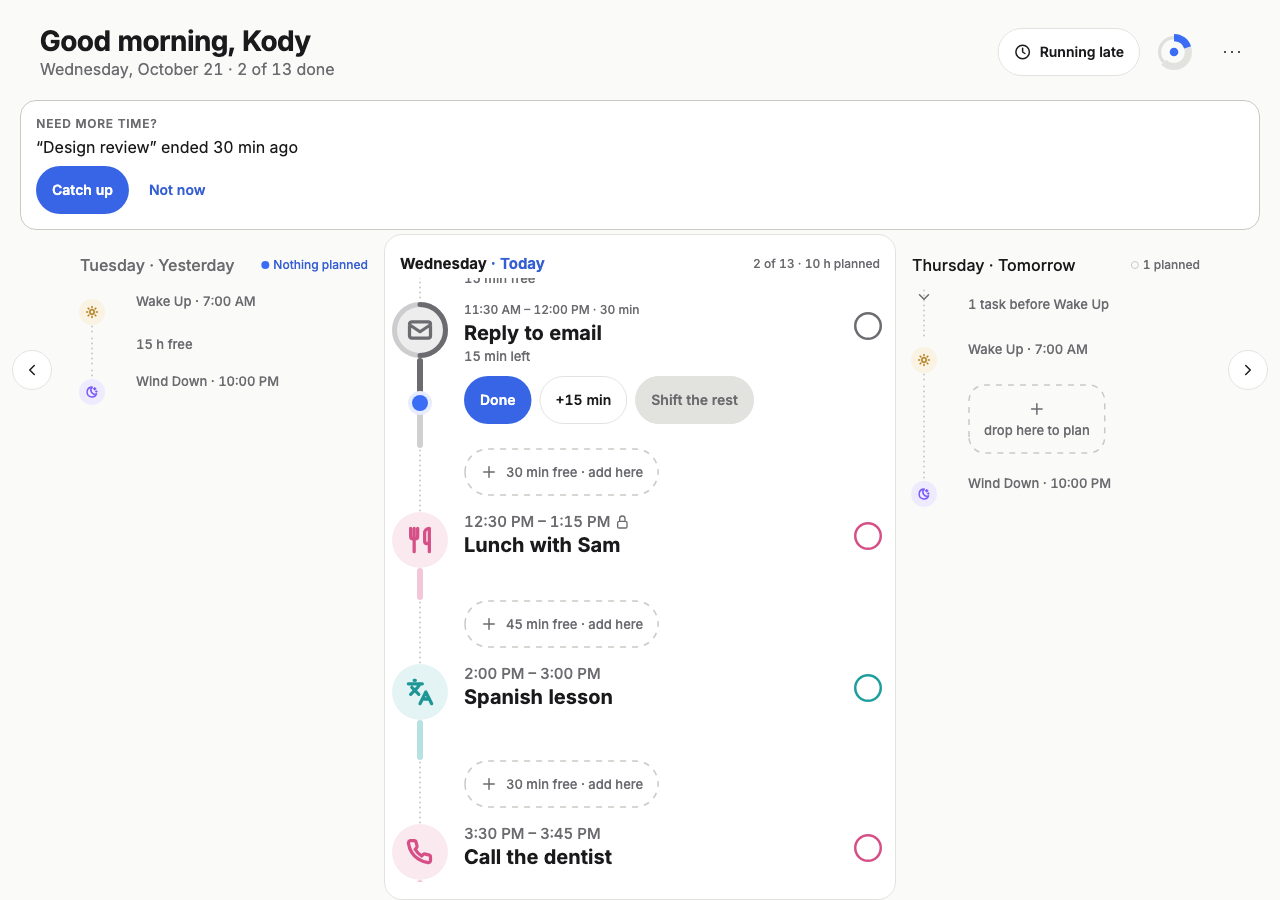 Good morning, Kody
Wednesday, October 21 · 2 of 13 done
Running late
NEED MORE TIME?
“Design review” ended 30 min ago
Catch up
Not now
Tuesday · Yesterday
Nothing planned
Wake Up · 7:00 AM
15 h free
Wind Down · 10:00 PM
Wednesday · Today
2 of 13 · 10 h planned
15 min free
11:30 AM – 12:00 PM · 30 min
Reply to email
15 min left
Done
+15 min
Shift the rest
30 min free · add here
12:30 PM – 1:15 PM
Lunch with Sam
45 min free · add here
2:00 PM – 3:00 PM
Spanish lesson
30 min free · add here
3:30 PM – 3:45 PM
Call the dentist
Thursday · Tomorrow
1 planned
1 task before Wake Up
Wake Up · 7:00 AM
drop here to plan
Wind Down · 10:00 PM